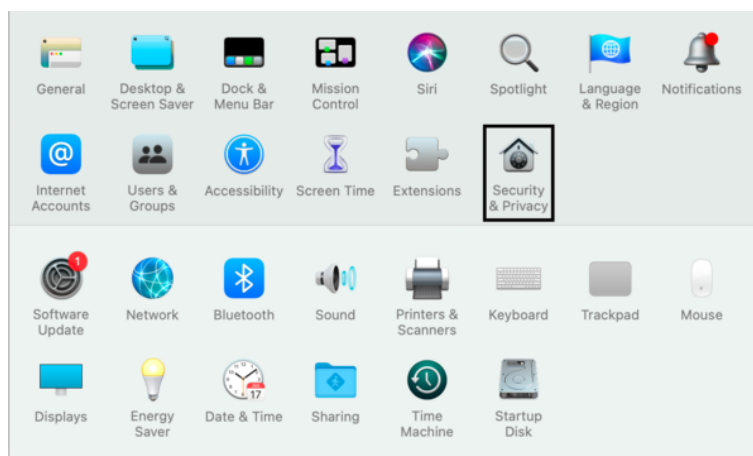 General
Desktop &
Screen Saver
Dock &
Menu Bar
Mission
Control
Siri
Spotlight
Language
& Region
Notifications
Internet
Accounts
Users &
Groups
Accessibility
Screen Time
Extensions
Security
& Privacy
1
Software
Update
Network
Bluetooth
Sound
Printers &
Scanners
Keyboard
Trackpad
Mouse
Displays
Energy
Saver
17
Date & Time
Sharing
Time
Machine
Startup
Disk